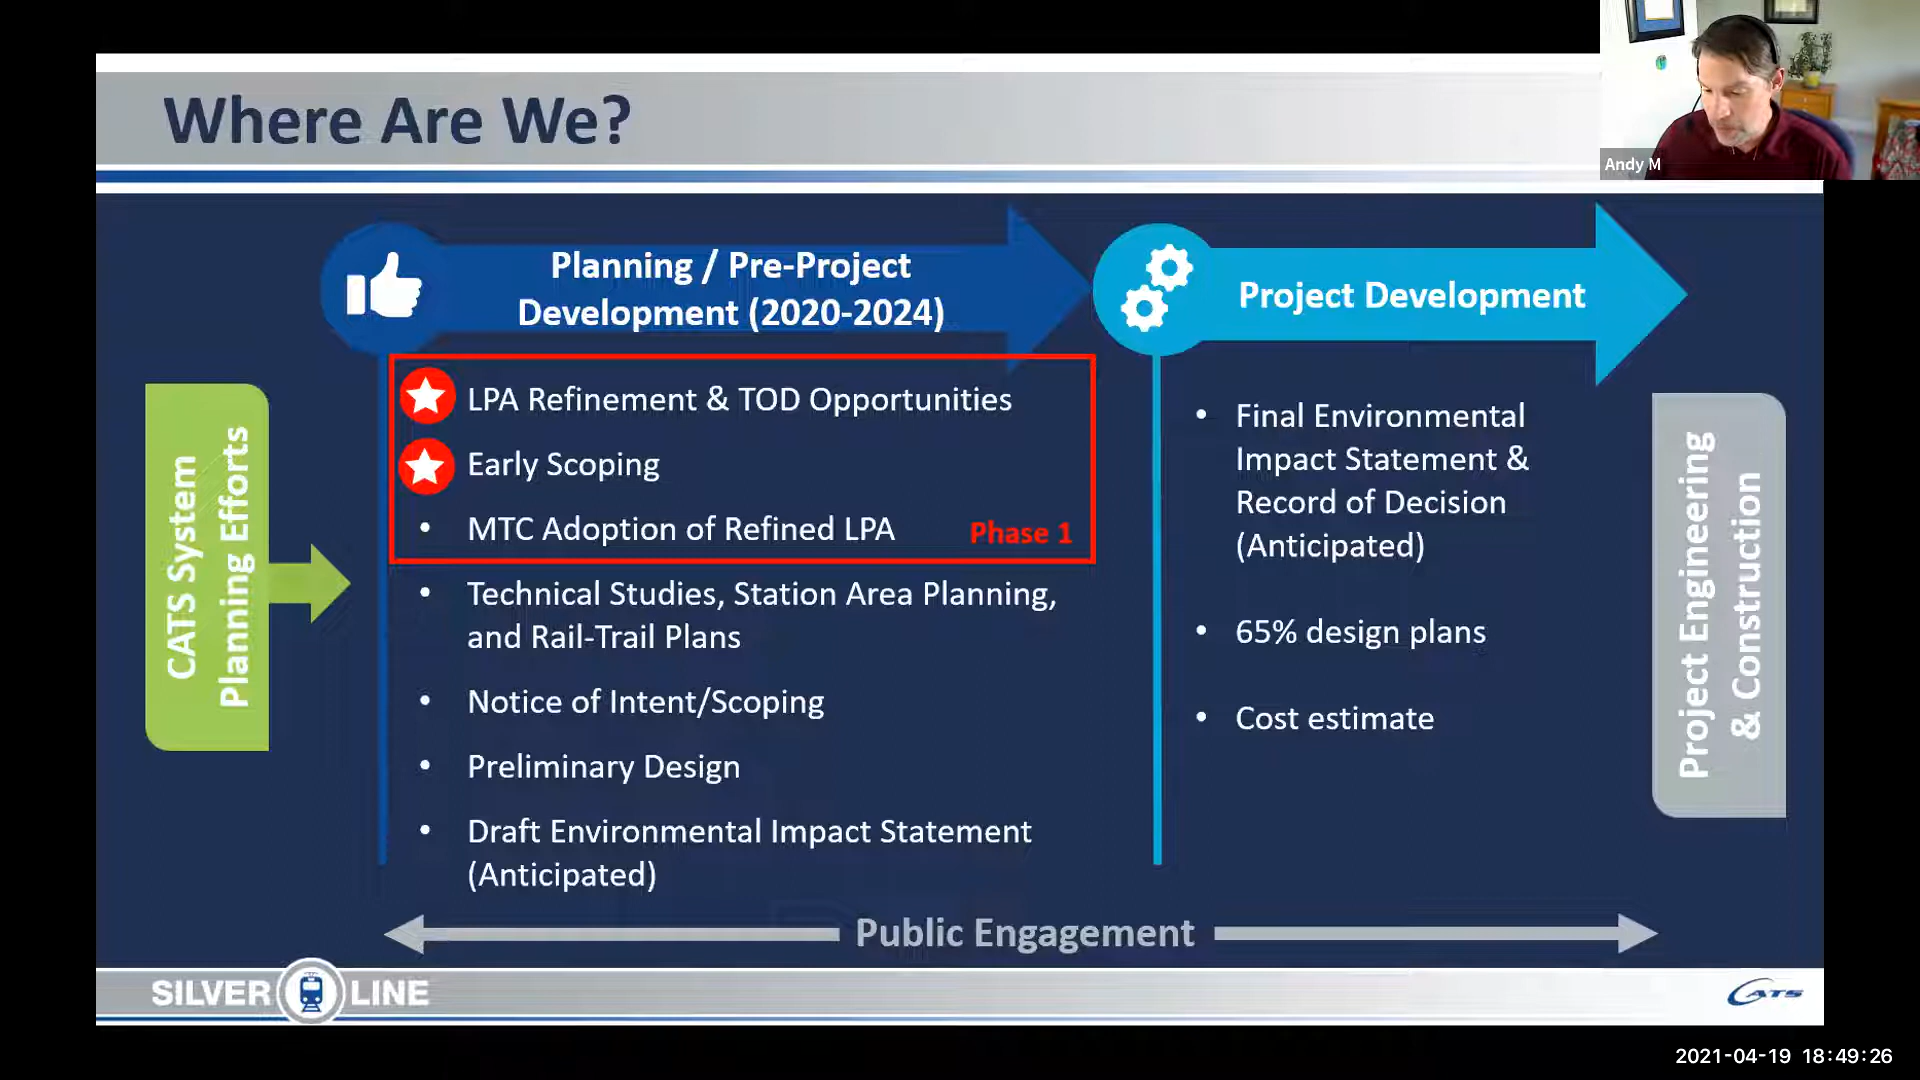 Where Are We?
Andy M
Planning / Pre-Project
Development (2020-2024)
Project Development
CATS System
Planning Efforts
LPA Refinement & TOD Opportunities
Early Scoping
• MTC Adoption of Refined LPA
Phase 1
• Technical Studies, Station Area Planning,
and Rail-Trail Plans
• Notice of Intent/Scoping
• Preliminary Design
• Draft Environmental Impact Statement
(Anticipated)
• Final Environmental
Impact Statement &
Record of Decision
(Anticipated)
• 65% design plans
• Cost estimate
Project Engineering
& Construction
Public Engagement
SILVER LINE
CATS
2021-04-19 18:49:26